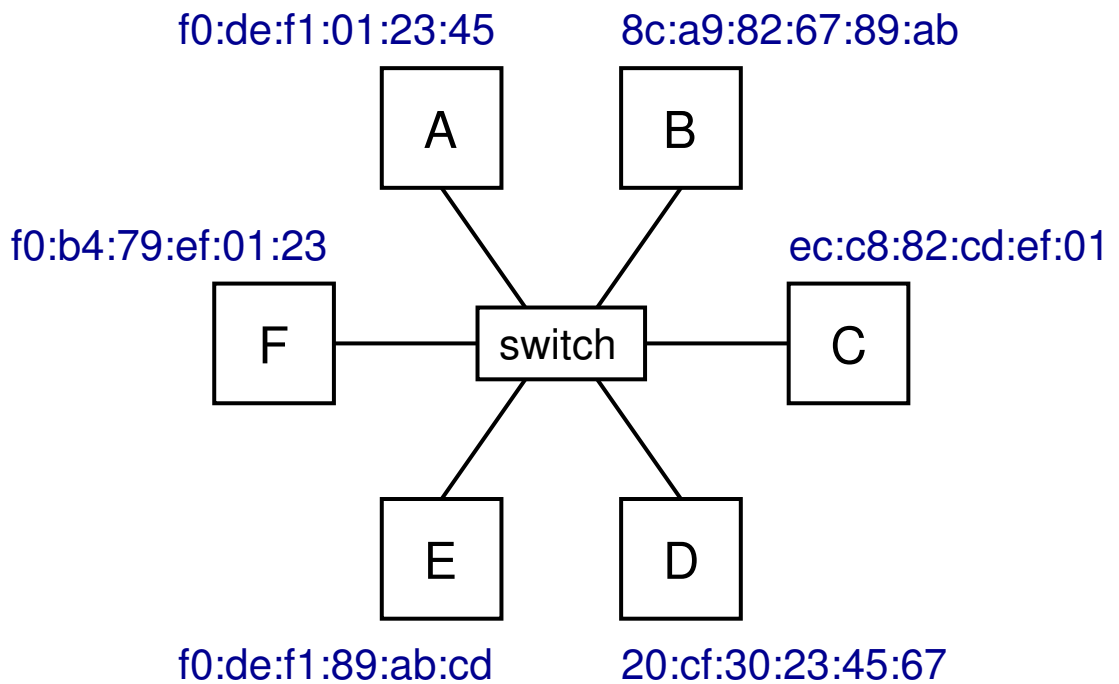 f0:de:f1:01:23:45
8c:a9:82:67:89:ab
A
B
f0:b4:79:ef:01:23
ec:c8:82:cd:ef:01
F
switch
C
E
D
f0:de:f1:89:ab:cd
20:cf:30:23:45:67